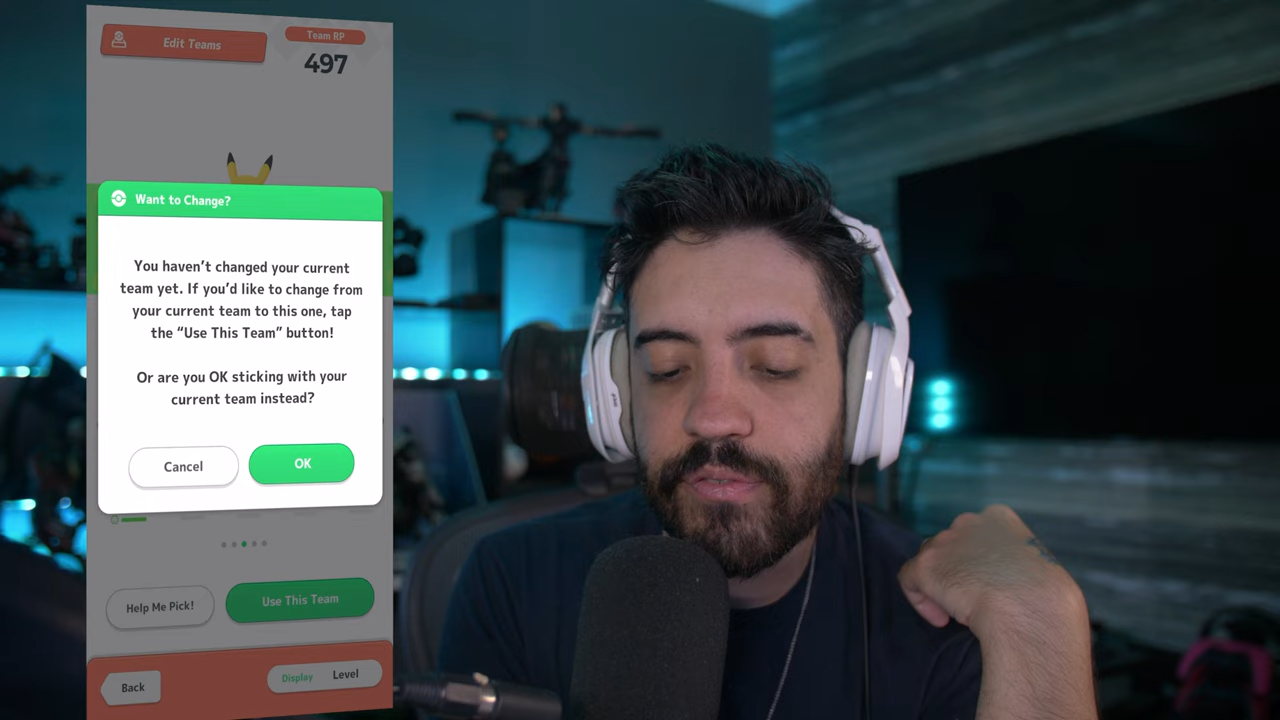 Edit Teams
Team RP
497
Want to Change?
You haven't changed your current
team yet. If you'd like to change from
your current team to this one, tap
the “Use This Team” button!
Or are you OK sticking with your
current team instead?
Cancel
OK
Help Me Pick!
Use This Team
Back
Display
Level